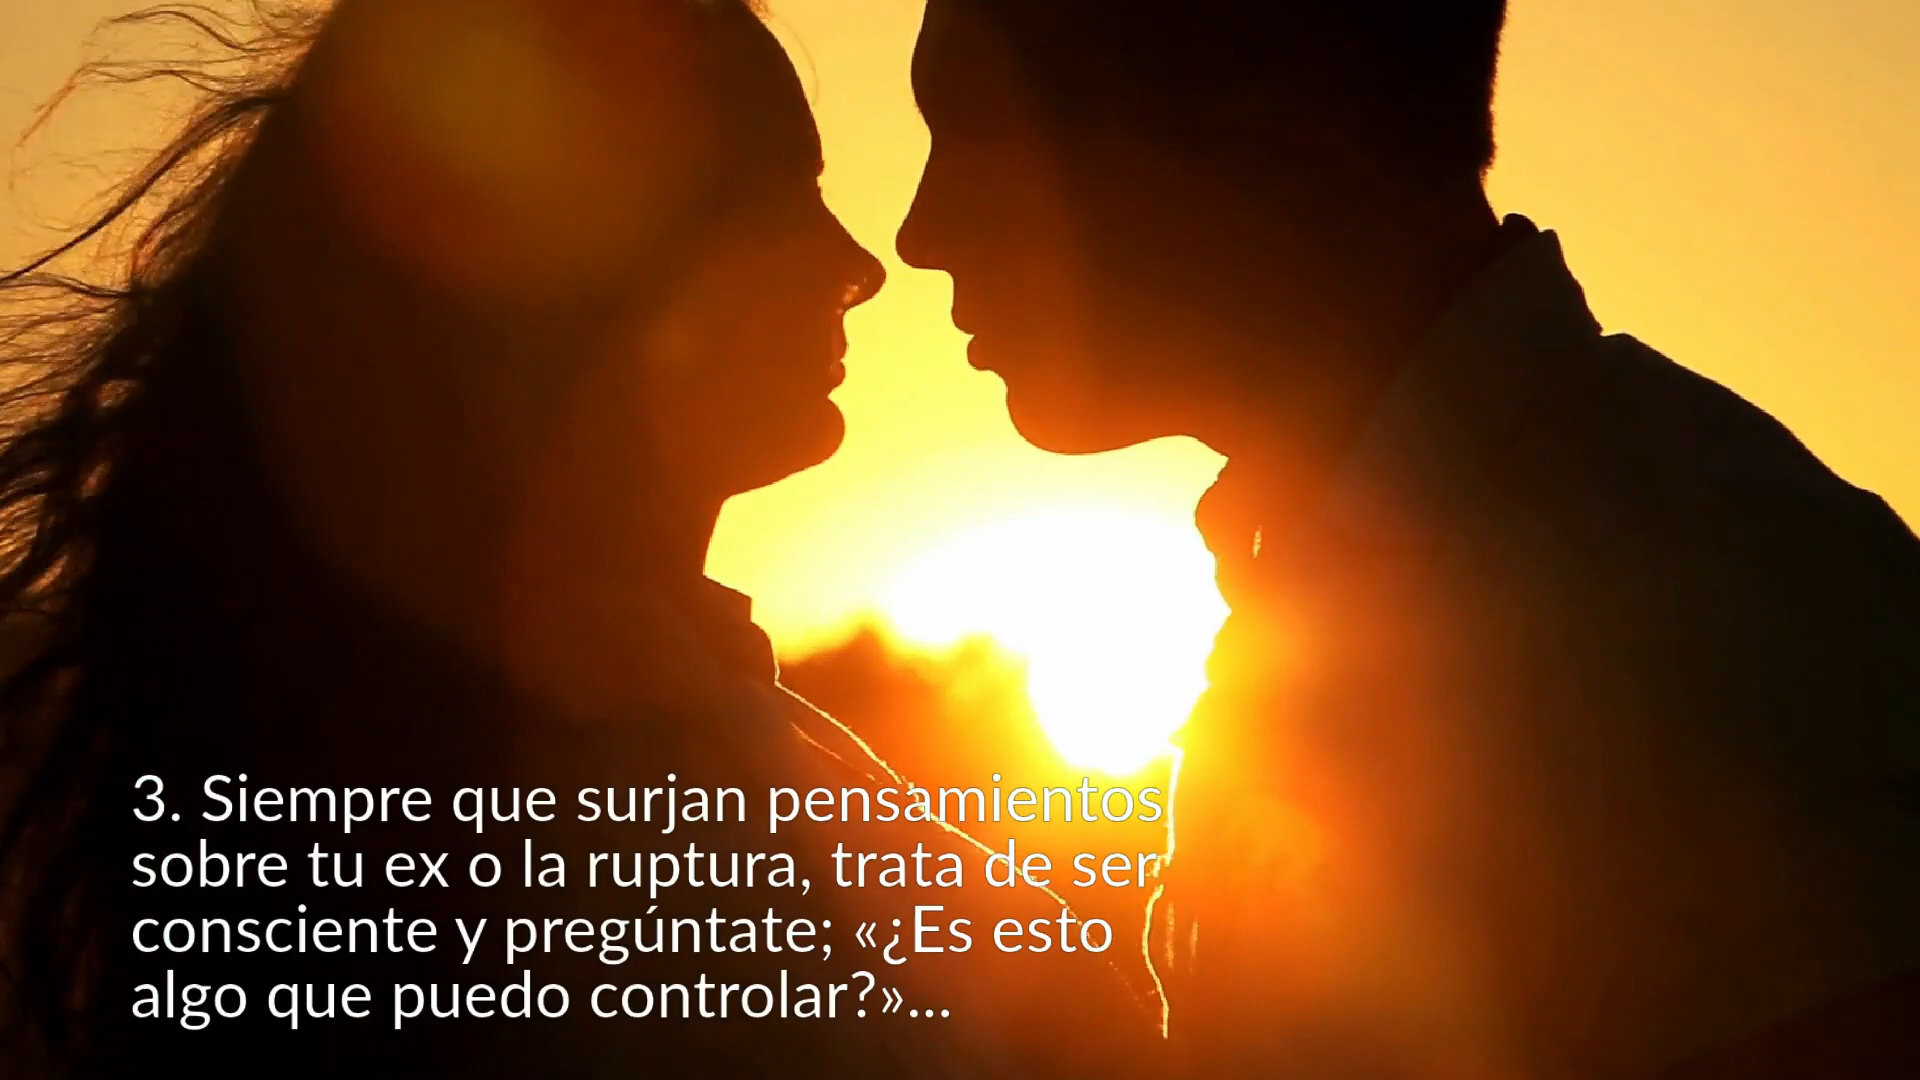 3. Siempre que surjan pensamientos
sobre tu ex o la ruptura, trata de ser
consciente y pregúntate; «¿Es esto
algo que puedo controlar?»...